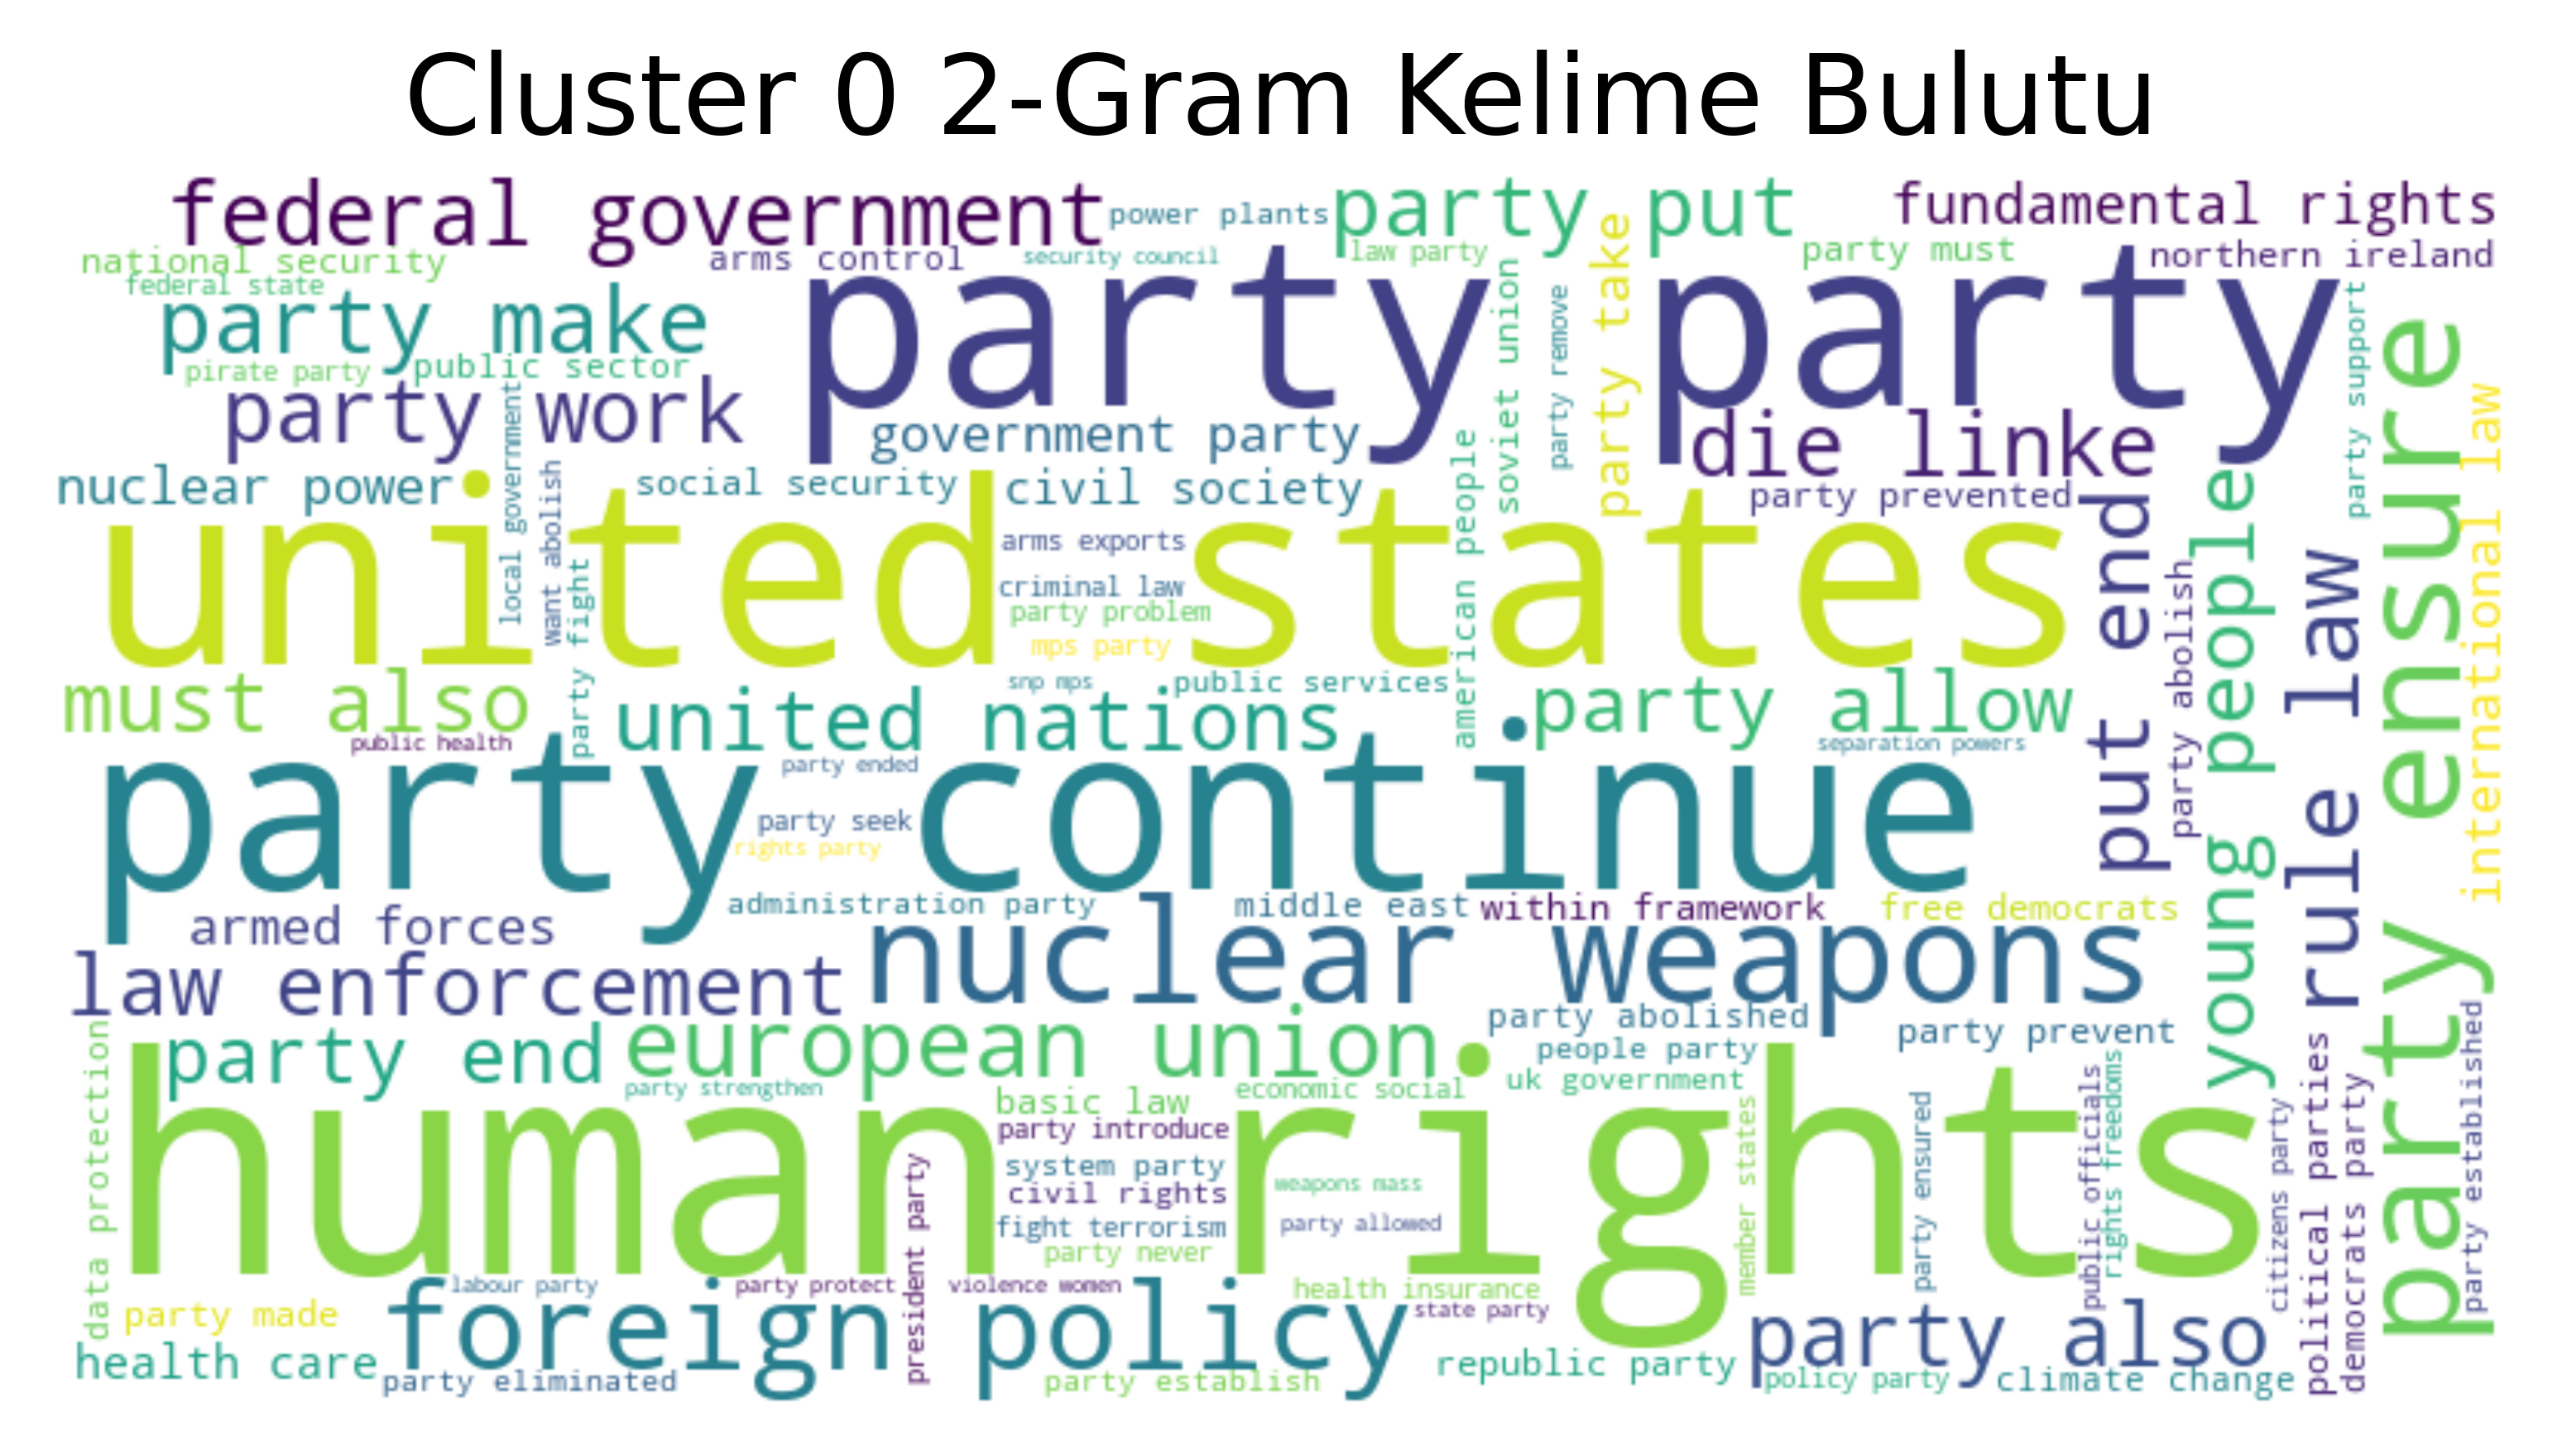 Cluster 0 2-Gram Kelime Bulutu
federal government
power plants
party put
fundamental rights
national security
arms control
security council
law party
party take
party must
northern ireland
federal state
party make
party party
soviet union
party remove
party support
party ensure
pirate party
public sector
party work
local government
government party
die linke
international law
nuclear power
want abolish
social security
civil society
american people
party prevented
put end
young people
united states
arms exports
criminal law
party problem
mps party
party fight
party abolish
rule law
must also
snp mps
public services
united nations
party allow
public health
separation powers
party continue
party ended
party seek
rights party
administration party
middle east
within framework
free democrats
armed forces
nuclear weapons
law enforcement
party abolished
party prevent
party end
european union
people party
data protection
party strengthen
economic social
uk government
basic law
human rights
party introduce
system party
civil rights
weapons mass
fight terrorism
party allowed
party never
member states
party ensured
public officials
rights freedoms
citizens party
political parties
democrats party
party established
president party
labour party
party protect
violence women
health insurance
party made
foreign policy
state party
party also
health care
republic party
party eliminated
party establish
policy party
climate change